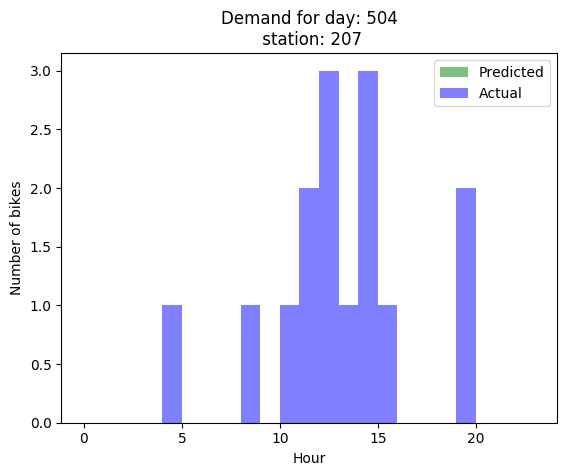 Demand for day: 504
station: 207
Predicted
Actual
3.0
2.5
2.0
1.5
1.0
0.5
0.0
Number of bikes
0 5 10 15 20
Hour